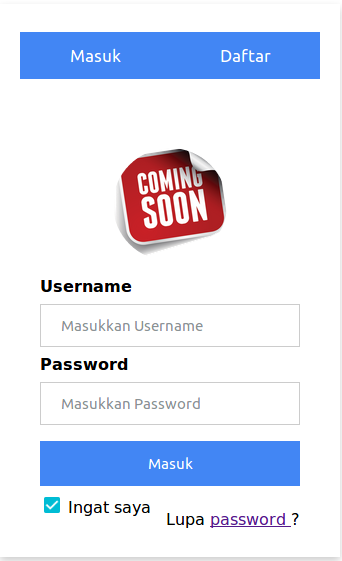 Masuk Daftar
COMING
SOON
Username
Masukkan Username
Password
Masukkan Password
Masuk
Ingat saya
Lupa password ?